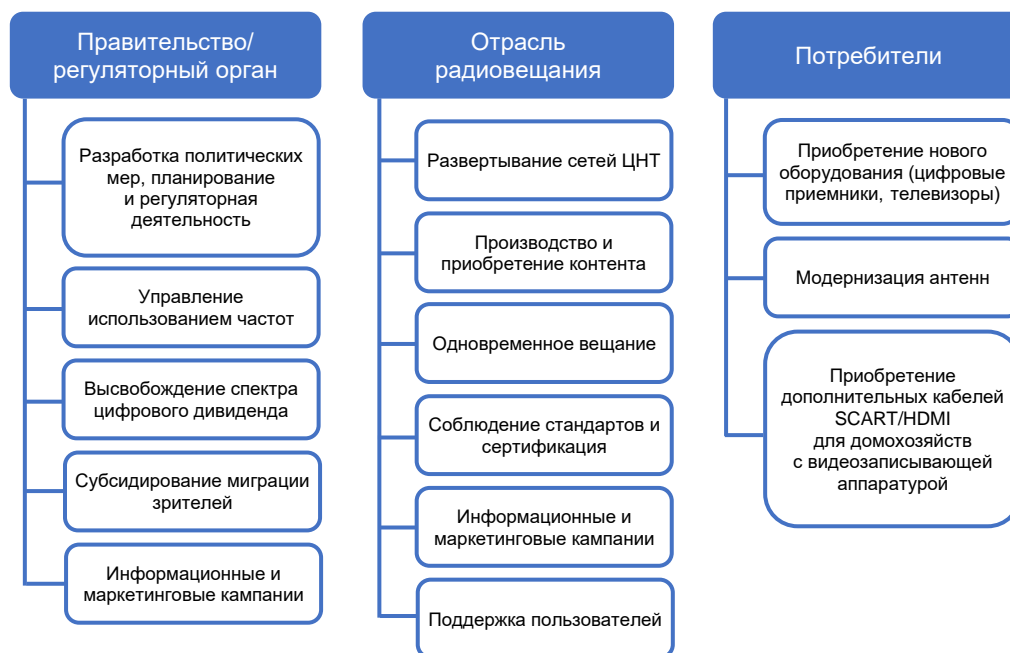 Правительство/
регуляторный орган
Разработка политических
мер, планирование
и регуляторная
деятельность
Управление
использованием частот
Высвобождение спектра
цифрового дивиденда
Субсидирование миграции
зрителей
Информационные и
маркетинговые кампании
Отрасль
радиовещания
Развертывание сетей ЦНТ
Производство и
приобретение контента
Одновременное вещание
Соблюдение стандартов и
сертификация
Информационные и
маркетинговые кампании
Поддержка пользователей
Потребители
Приобретение нового
оборудования (цифровые
приемники, телевизоры)
Модернизация антенн
Приобретение
дополнительных кабелей
SCART/HDMI
для домохозяйств
с видеозаписывающей
аппаратурой